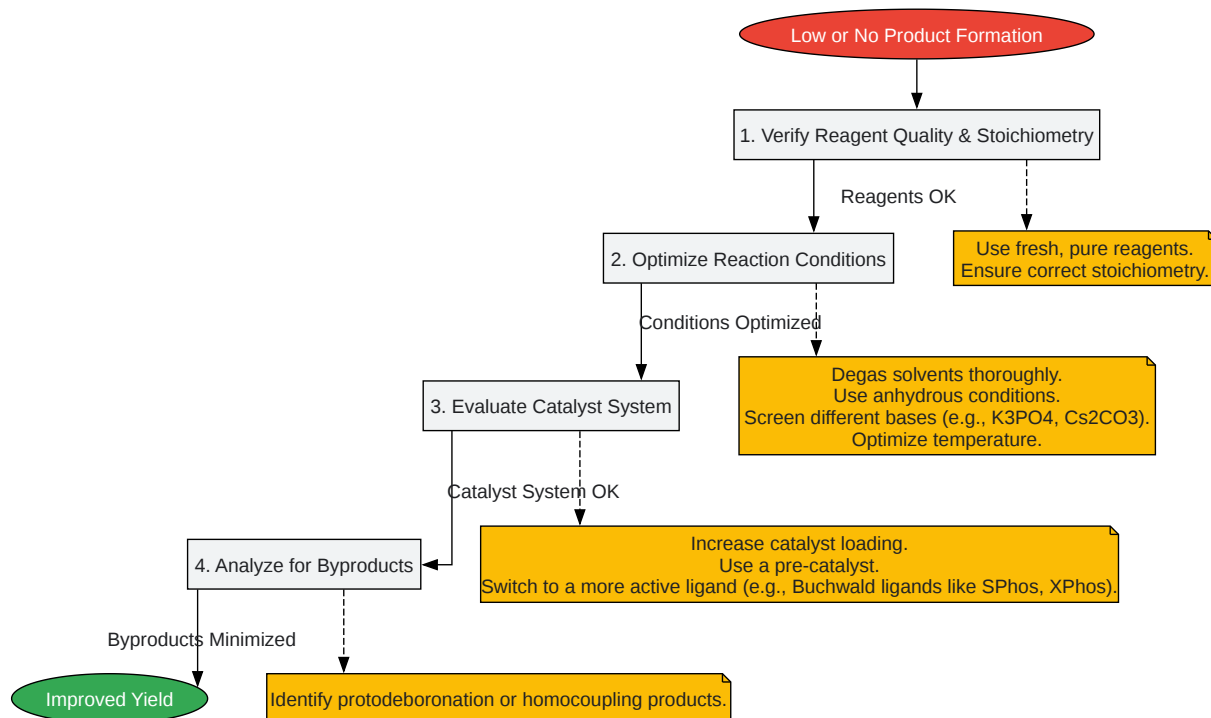 Low or No Product Formation
1. Verify Reagent Quality & Stoichiometry
Reagents OK
Use fresh, pure reagents.
Ensure correct stoichiometry.
2. Optimize Reaction Conditions
Conditions Optimized
Degas solvents thoroughly.
Use anhydrous conditions.
Screen different bases (e.g., K3PO4, Cs2CO3).
Optimize temperature.
3. Evaluate Catalyst System
Catalyst System OK
Increase catalyst loading.
Use a pre-catalyst.
Switch to a more active ligand (e.g., Buchwald ligands like SPhos, XPhos).
4. Analyze for Byproducts
Byproducts Minimized
Identify protodeboronation or homocoupling products.
Improved Yield